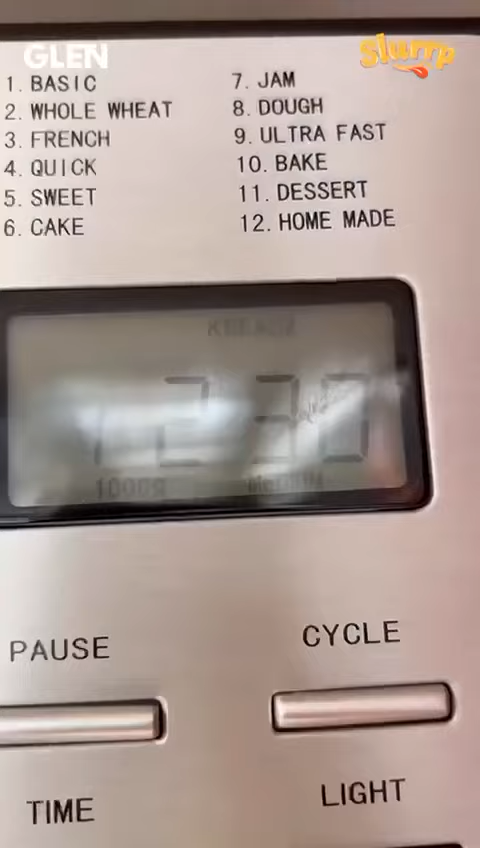 GLEN
Slurrp
1. BASIC
2. WHOLE WHEAT
3. FRENCH
4. QUICK
5. SWEET
6. CAKE
7. JAM
8. DOUGH
9. ULTRA FAST
10. BAKE
11. DESSERT
12. HOME MADE
1000g
PAUSE
CYCLE
TIME
LIGHT